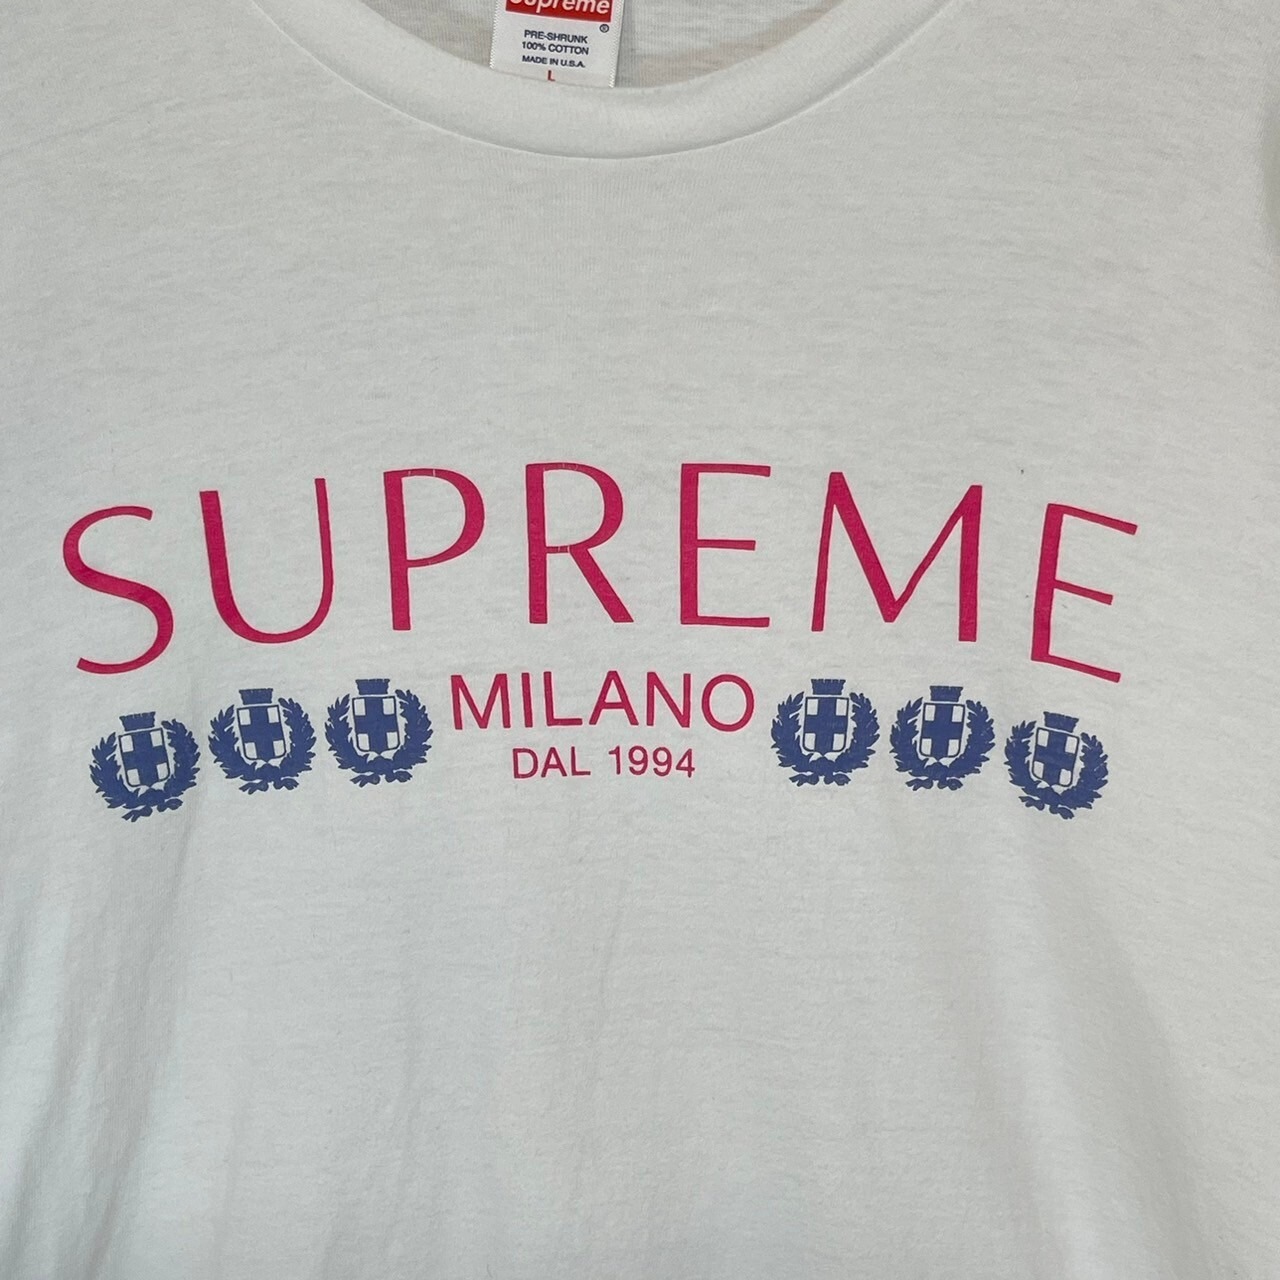 Supreme
®
PRE-SHRUNK
100% COTTON
MADE IN U.S.A.
L
SUPREME
MILANO
DAL 1994